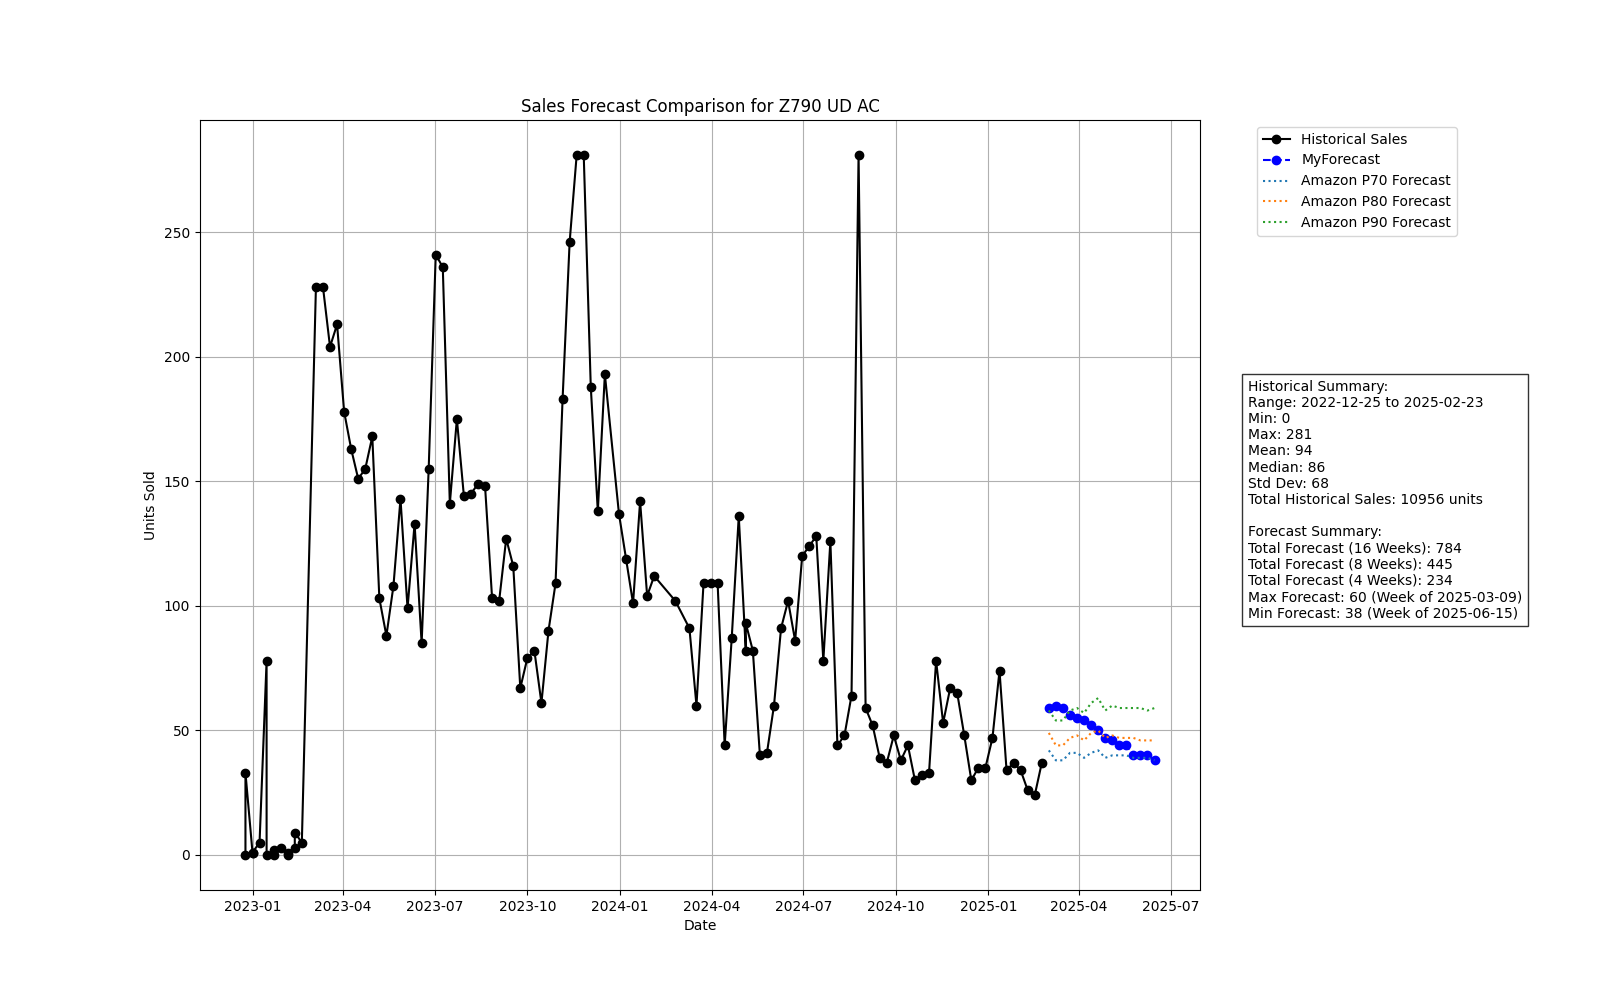 Sales Forecast Comparison for Z790 UD AC
Historical Sales
MyForecast
Amazon P70 Forecast
Amazon P80 Forecast
Amazon P90 Forecast
250
200
150
100
50
0
Units Sold
2023-01
2023-04
2023-07
2023-10
2024-01
2024-04
2024-07
2024-10
2025-01
2025-04
2025-07
Date
Historical Summary:
Range: 2022-12-25 to 2025-02-23
Min: 0
Max: 281
Mean: 94
Median: 86
Std Dev: 68
Total Historical Sales: 10956 units
Forecast Summary:
Total Forecast (16 Weeks): 784
Total Forecast (8 Weeks): 445
Total Forecast (4 Weeks): 234
Max Forecast: 60 (Week of 2025-03-09)
Min Forecast: 38 (Week of 2025-06-15)